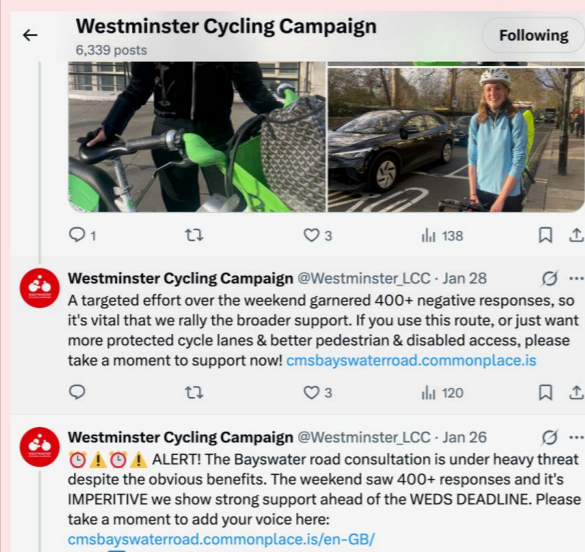 Westminster Cycling Campaign
6,339 posts
Following
1
3
138
Westminster Cycling Campaign @Westminster_LCC · Jan 28
A targeted effort over the weekend garnered 400+ negative responses, so
it's vital that we rally the broader support. If you use this route, or just want
more protected cycle lanes & better pedestrian & disabled access, please
take a moment to support now! cmsbayswaterroad.commonplace.is
3
120
Westminster Cycling Campaign @Westminster_LCC · Jan 26
⏰⚠️⏰⚠️ ALERT! The Bayswater road consultation is under heavy threat
despite the obvious benefits. The weekend saw 400+ responses and it's
IMPERITIVE we show strong support ahead of the WEDS DEADLINE. Please
take a moment to add your voice here:
cmsbayswaterroad.commonplace.is/en-GB/